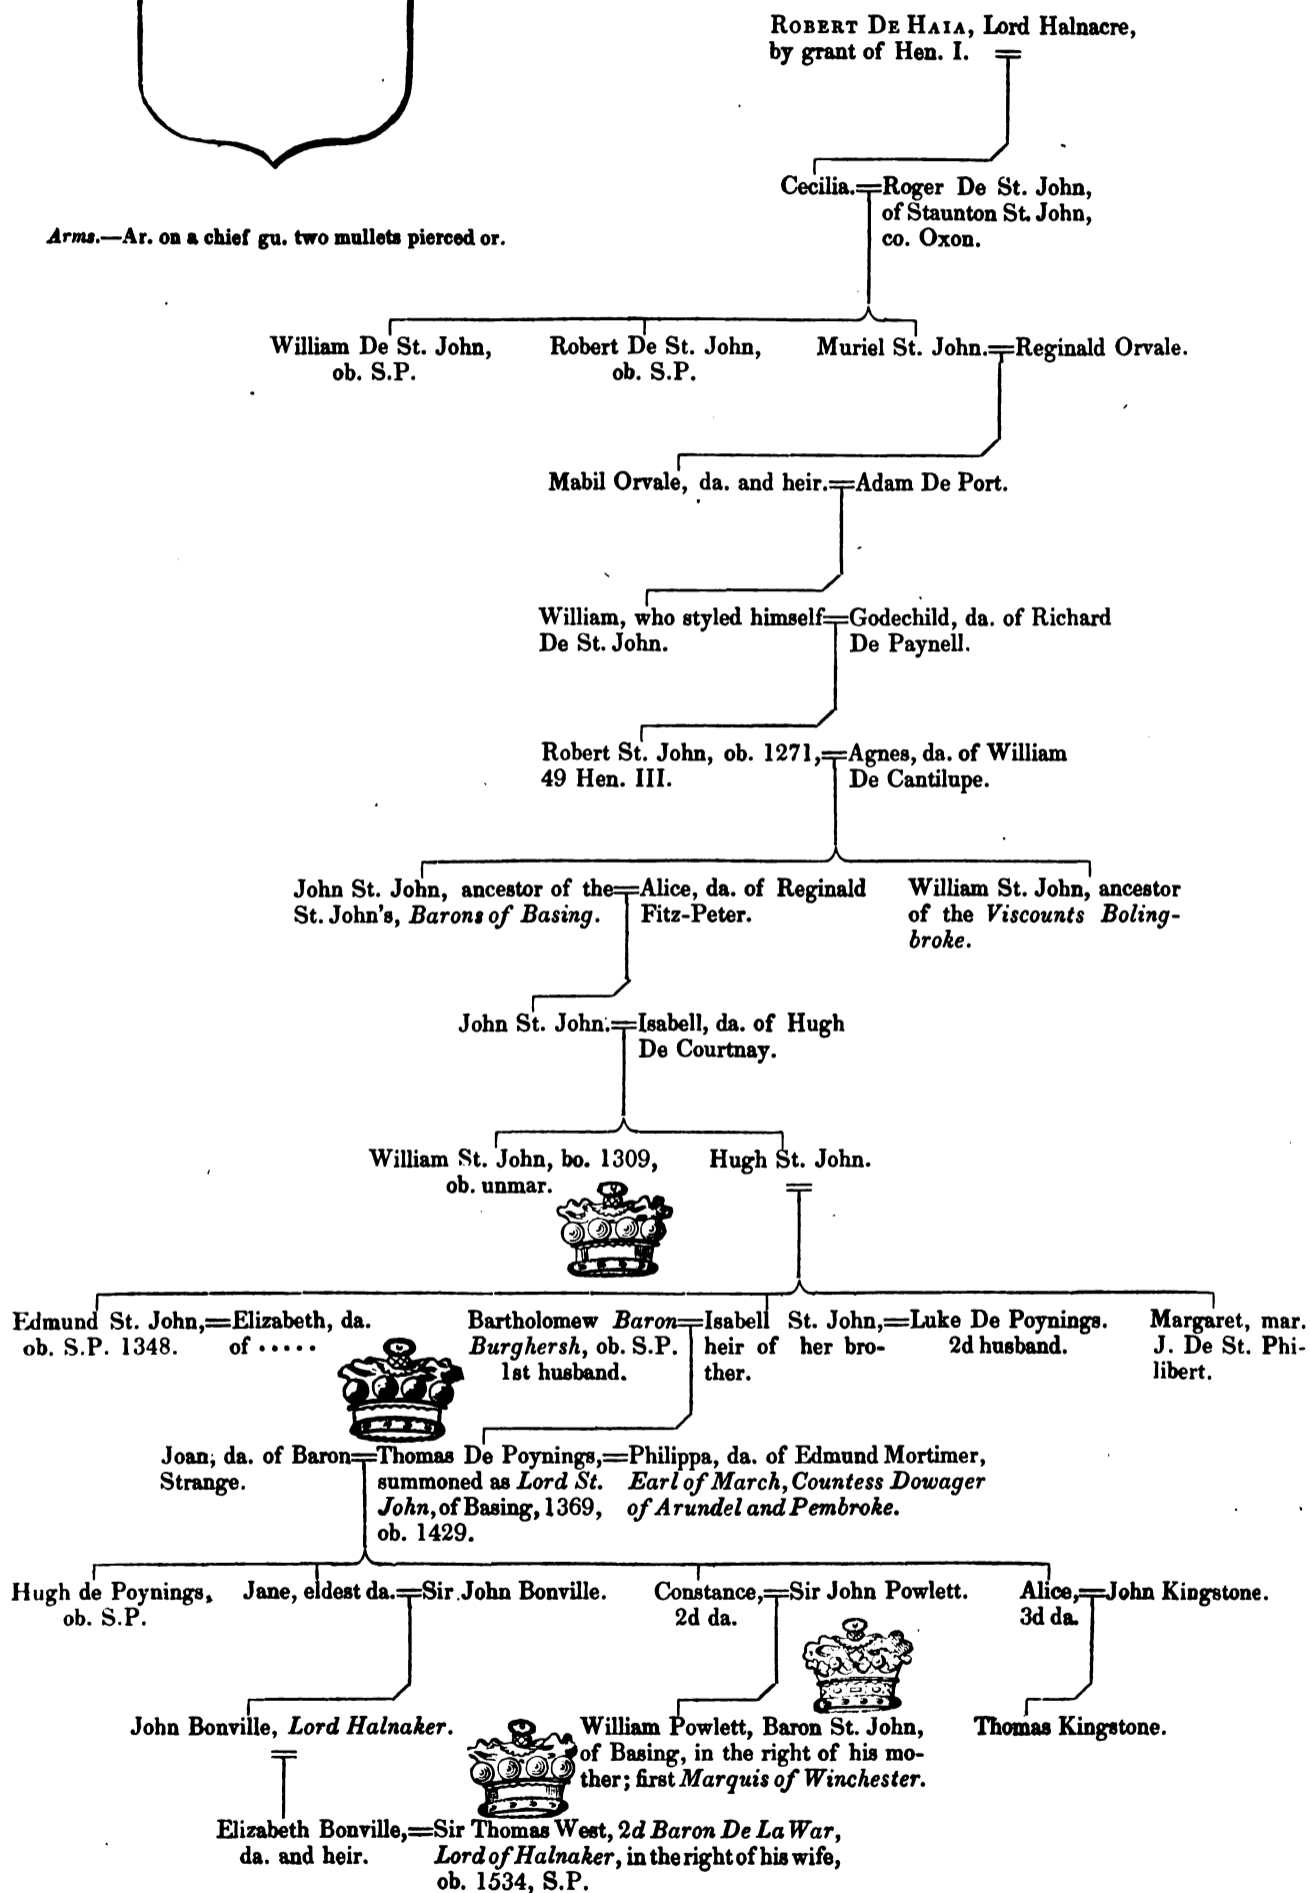 ROBERT DE HAIA, Lord Halnacre,
by grant of Hen. I.
Cecilia.=Roger De St. John,
of Staunton St. John,
co. Oxon.
Arms.—Ar. on a chief gu. two mullets pierced or.
William De St. John,
ob. S.P.
Robert De St. John,
ob. S.P.
Muriel St. John.=Reginald Orvale.
Mabil Orvale, da. and heir.=Adam De Port.
William, who styled himself=Godechild, da. of Richard
De St. John.
De Paynell.
Robert St. John, ob. 1271,=Agnes, da. of William
49 Hen. III.
De Cantilupe.
John St. John, ancestor of the=Alice, da. of Reginald
St. John's, Barons of Basing.
Fitz-Peter.
William St. John, ancestor
of the Viscounts Boling-
broke.
John St. John.=Isabell, da. of Hugh
De Courtnay.
William St. John, bo. 1309,
ob. unmar.
Hugh St. John.
Edmund St. John,=Elizabeth, da.
ob. S.P. 1348.
of .....
Bartholomew Baron=Isabell St. John,=Luke De Poynings.
Burghersh, ob. S.P.
1st husband.
heir of her bro-
ther.
2d husband.
Margaret, mar.
J. De St. Phi-
libert.
Joan, da. of Baron=Thomas De Poynings,=Philippa, da. of Edmund Mortimer,
Strange.
summoned as Lord St.
John, of Basing, 1369,
ob. 1429.
Earl of March, Countess Dowager
of Arundel and Pembroke.
Hugh de Poynings,
ob. S.P.
Jane, eldest da.=Sir John Bonville.
Constance,=Sir John Powlett.
2d da.
Alice,=John Kingstone.
3d da.
John Bonville, Lord Halnaker.
William Powlett, Baron St. John,
of Basing, in the right of his mo-
ther; first Marquis of Winchester.
Thomas Kingstone.
Elizabeth Bonville,=Sir Thomas West, 2d Baron De La War,
da. and heir.
Lord of Halnaker, in the right of his wife,
ob. 1534, S.P.